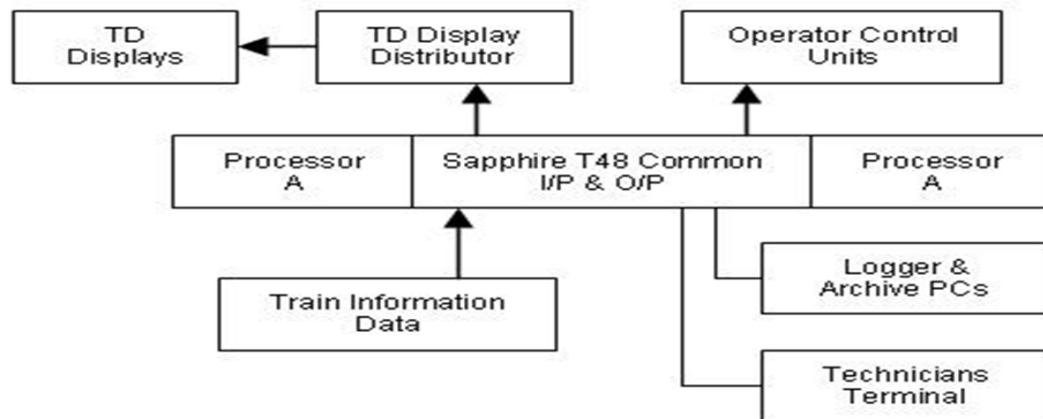 TD
Displays
TD Display
Distributor
Operator Control
Units
Processor
A
Sapphire T48 Common
I/P & O/P
Processor
A
Train Information
Data
Logger &
Archive PCs
Technicians
Terminal